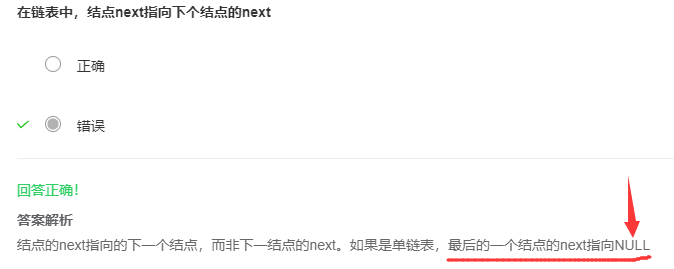 在链表中，结点next指向下个结点的next
正确
错误
回答正确！
答案解析
结点的next指向的下一个结点，而非下一结点的next。如果是单链表，最后的一个结点的next指向NULL